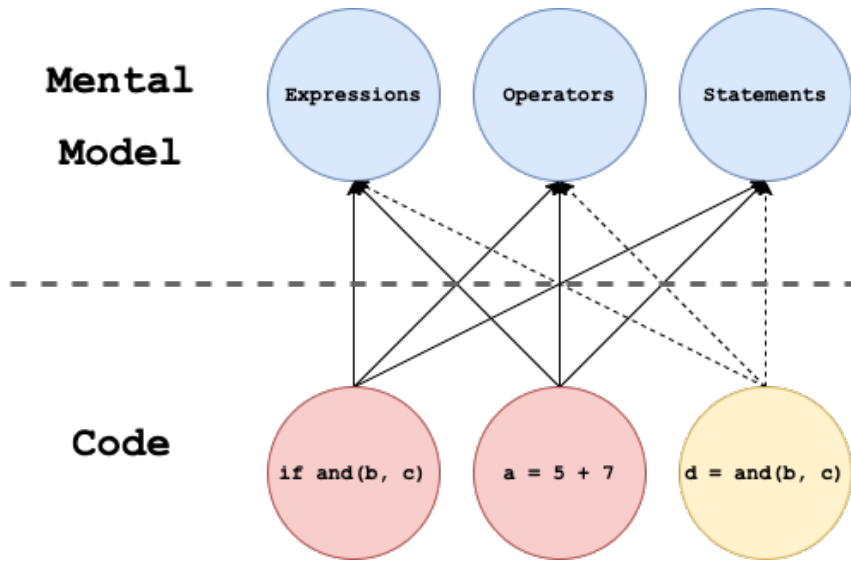 Mental
Model
Expressions
Operators
Statements
Code
if and(b, c)
a = 5 + 7
d = and(b, c)